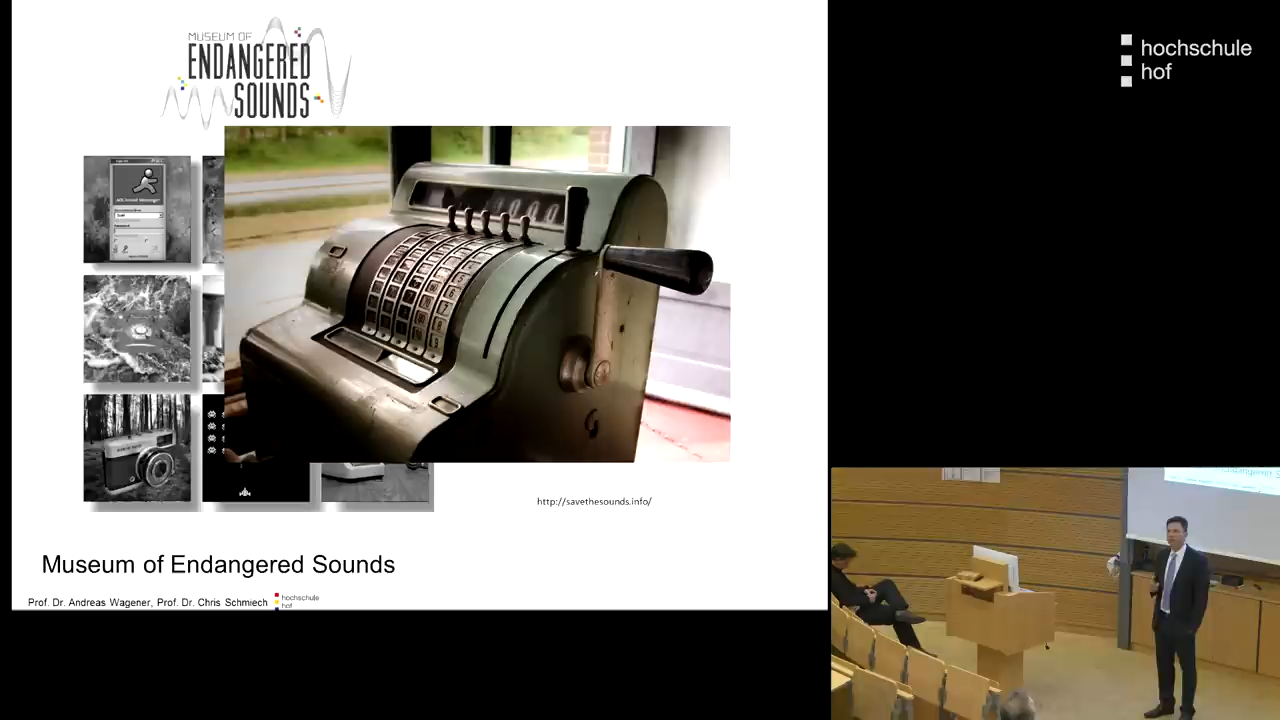 MUSEUM OF
ENDANGERED
SOUNDS
hochschule
hof
http://savethesounds.info/
Museum of Endangered Sounds
Prof. Dr. Andreas Wagener, Prof. Dr. Chris Schmiech
hochschule
hof